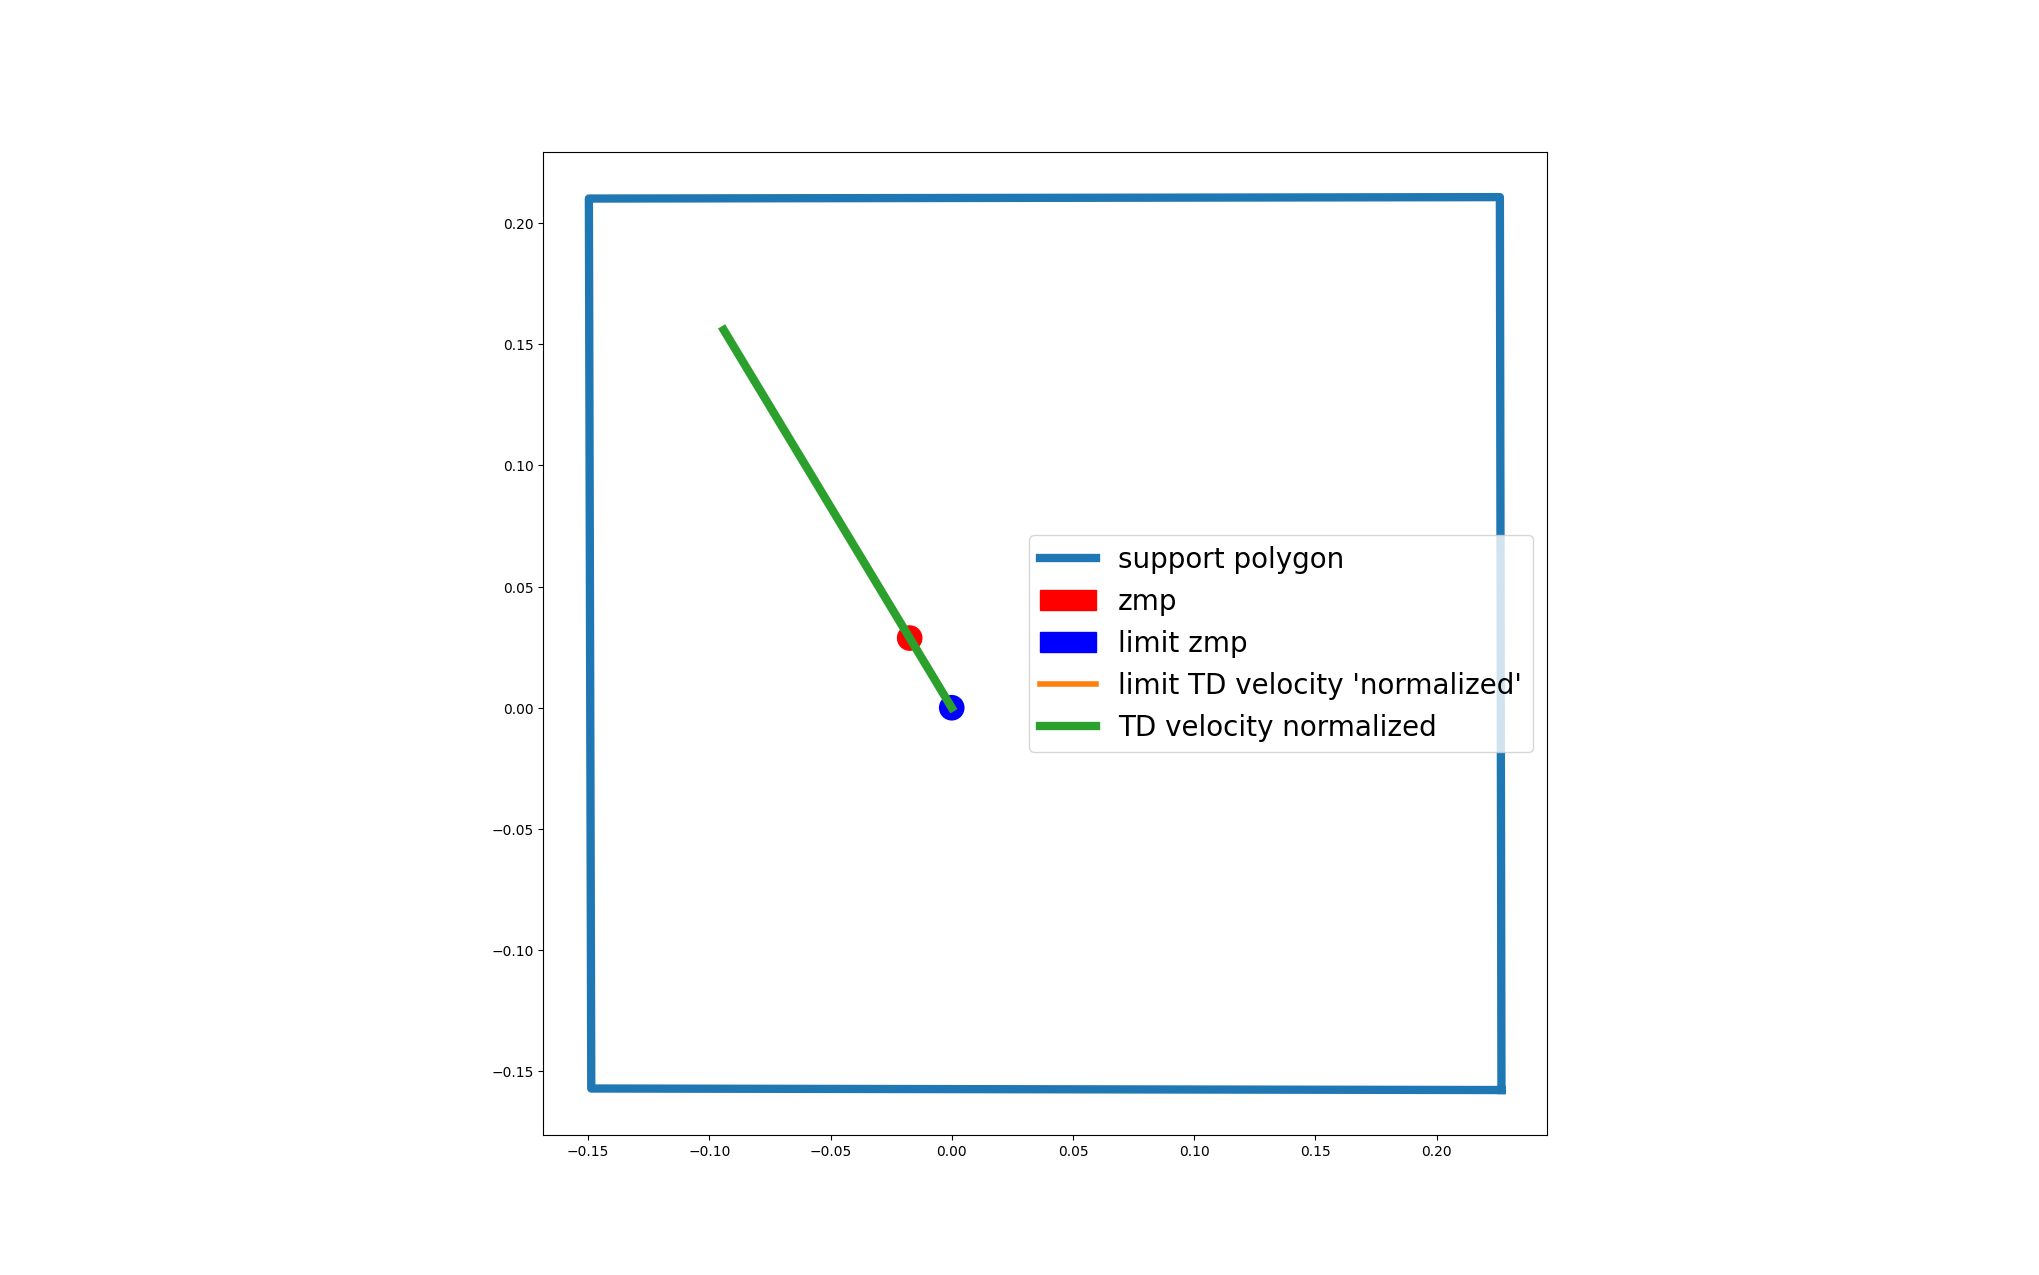 0.20
0.15
0.10
0.05
0.00
−0.05
−0.10
−0.15
support polygon
zmp
limit zmp
limit TD velocity 'normalized'
TD velocity normalized
−0.15 −0.10 −0.05 0.00 0.05 0.10 0.15 0.20